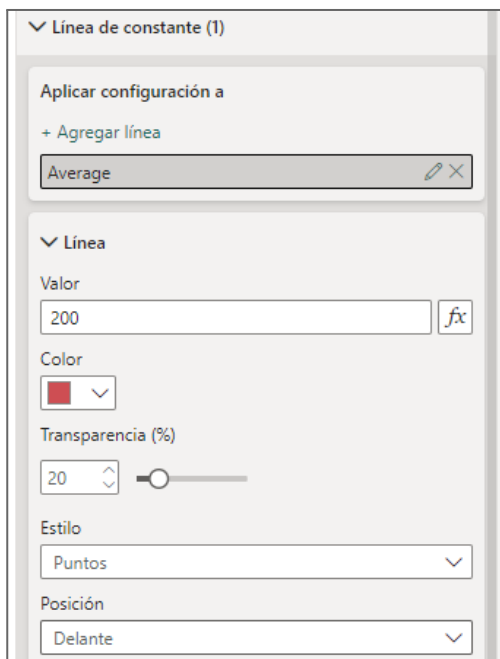 Línea de constante (1)
Aplicar configuración a
+ Agregar línea
Average
Línea
Valor
200 fx
Color
Transparencia (%)
20
Estilo
Puntos
Posición
Delante